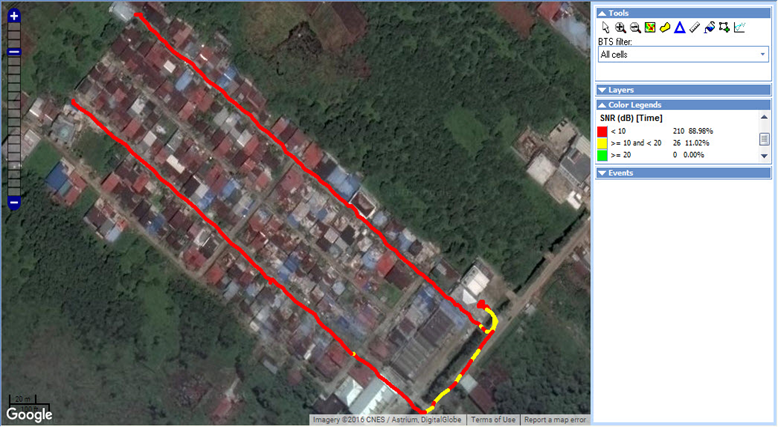 Tools
BTS filter:
All cells
Layers
Color Legends
SNR (dB) [Time]
< 10 210 88.98%
>= 10 and < 20 26 11.02%
>= 20 0 0.00%
Events
20 m
Google
Imagery ©2016 CNES / Astrium, DigitalGlobe
Terms of Use
Report a map error